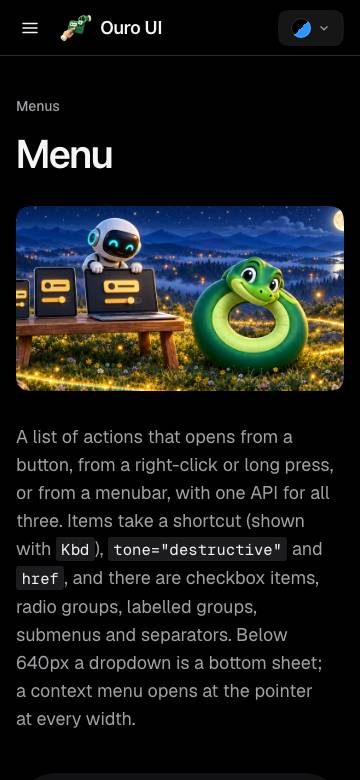 Ouro UI
Menus
Menu
A list of actions that opens from a
button, from a right-click or long press,
or from a menubar, with one API for all
three. Items take a shortcut (shown
with Kbd), tone="destructive" and
href, and there are checkbox items,
radio groups, labelled groups,
submenus and separators. Below
640px a dropdown is a bottom sheet;
a context menu opens at the pointer
at every width.